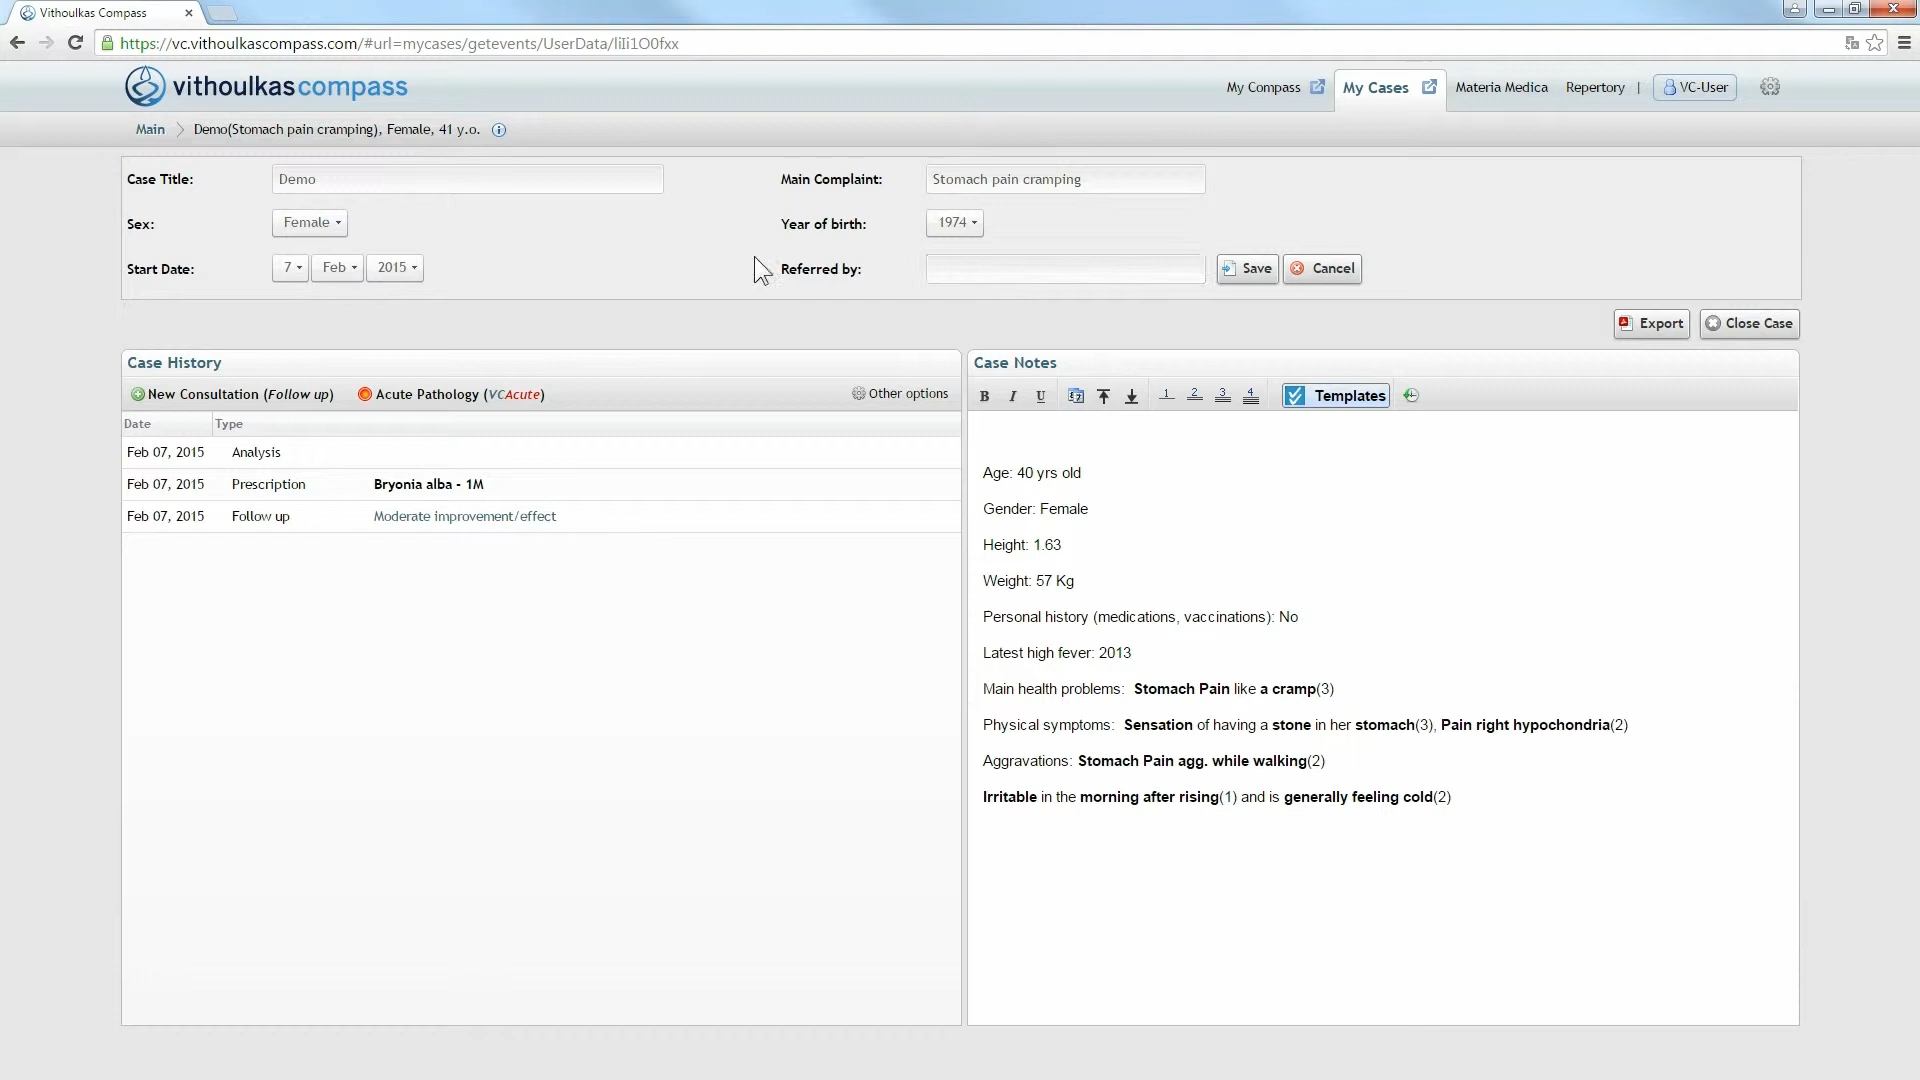 Vithoulkas Compass
https://vc.vithoulkascompass.com/#url=mycases/getevents/UserData/liIi1O0fxx
vithoulkascompass
My Compass My Cases Materia Medica Repertory | VC-User
Main Demo(Stomach pain cramping), Female, 41 y.o.
Case Title: Demo Main Complaint: Stomach pain cramping
Sex: Female Year of birth: 1974
Start Date: 7 Feb 2015 Referred by: Save Cancel
Export Close Case
Case History
New Consultation (Follow up) Acute Pathology (VCAcute) Other options
Date Type
Feb 07, 2015 Analysis
Feb 07, 2015 Prescription Bryonia alba - 1M
Feb 07, 2015 Follow up Moderate improvement/effect
Case Notes
B I U 1 2 3 4 Templates
Age: 40 yrs old
Gender: Female
Height: 1.63
Weight: 57 Kg
Personal history (medications, vaccinations): No
Latest high fever: 2013
Main health problems: Stomach Pain like a cramp(3)
Physical symptoms: Sensation of having a stone in her stomach(3), Pain right hypochondria(2)
Aggravations: Stomach Pain agg. while walking(2)
Irritable in the morning after rising(1) and is generally feeling cold(2)